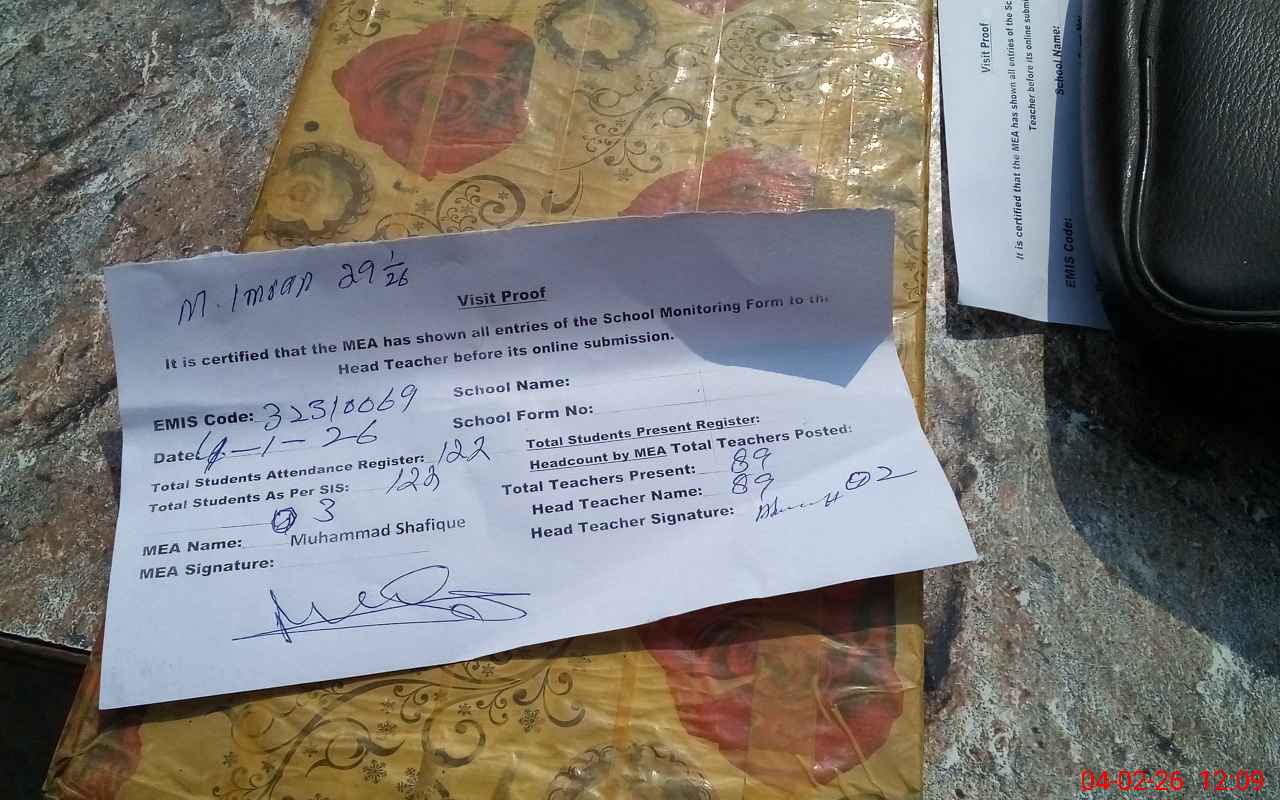 M. Imran 29 1/26
Visit Proof
It is certified that the MEA has shown all entries of the School Monitoring Form to the
Head Teacher before its online submission.
EMIS Code: 32310069 School Name:
Date: -1-26 School Form No:
Total Students Attendance Register: 122 Total Students Present Register:
Total Students As Per SIS: 122 Headcount by MEA Total Teachers Posted:
3 Total Teachers Present: 89
MEA Name: Muhammad Shafique Head Teacher Name: 89
MEA Signature: Head Teacher Signature: 02
Visit Proof
It is certified that the MEA has shown all entries of the Sc
Teacher before its online subm
School Name:
EMIS Code:
04-02-26 12:09